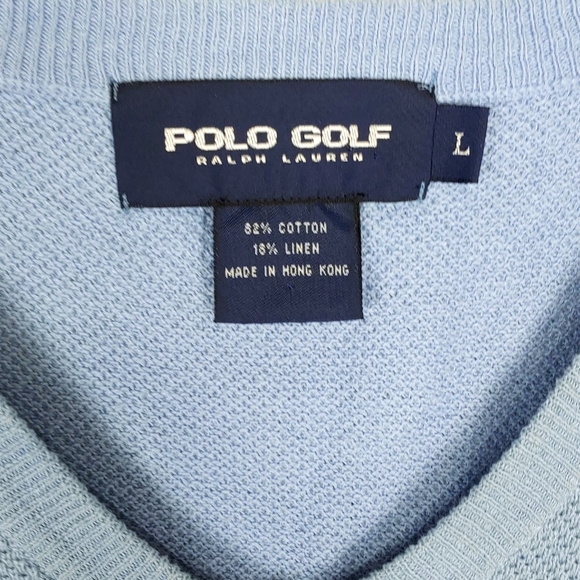 POLO GOLF
RALPH LAUREN
L
82% COTTON
18% LINEN
MADE IN HONG KONG